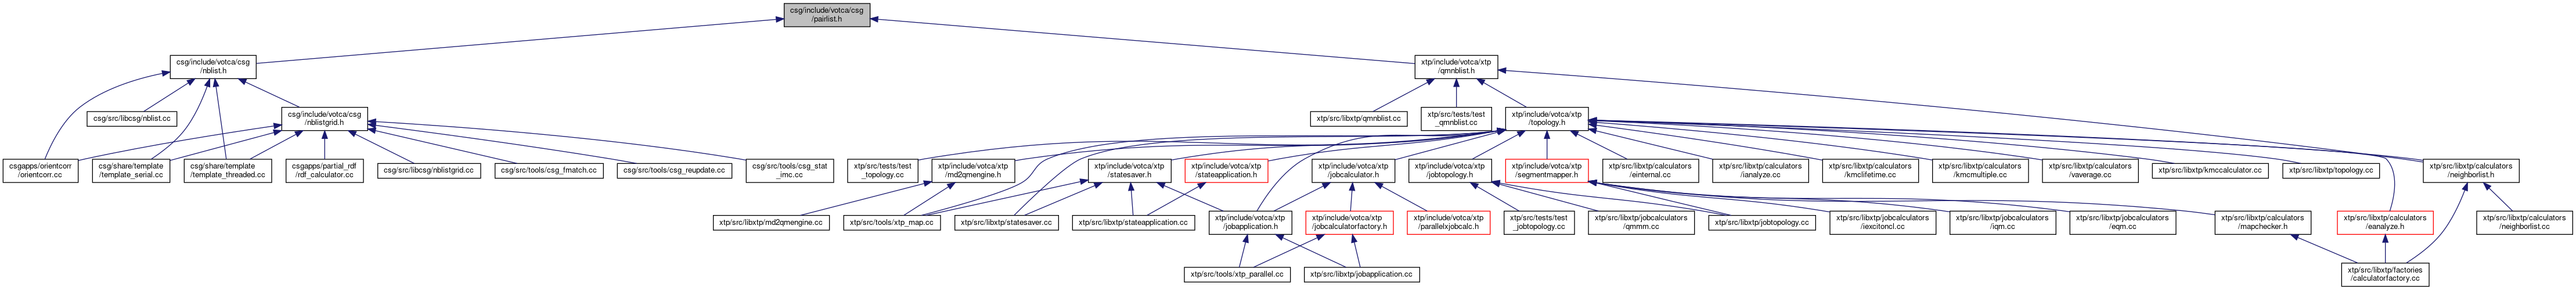 csg/include/votca/csg
/pairlist.h
csg/include/votca/csg
/nblist.h
xtp/include/votca/xtp
/qmnblist.h
csg/src/libcsg/nblist.cc
csg/include/votca/csg
/nblistgrid.h
xtp/src/libxtp/qmnblist.cc
xtp/src/tests/test
_qmnblist.cc
xtp/include/votca/xtp
/topology.h
csgapps/orientcorr
/orientcorr.cc
csg/share/template
/template_serial.cc
csg/share/template
/template_threaded.cc
csgapps/partial_rdf
/rdf_calculator.cc
csg/src/libcsg/nblistgrid.cc
csg/src/tools/csg_fmatch.cc
csg/src/tools/csg_reupdate.cc
csg/src/tools/csg_stat
_imc.cc
xtp/src/tests/test
_topology.cc
xtp/include/votca/xtp
/md2qmengine.h
xtp/include/votca/xtp
/statesaver.h
xtp/include/votca/xtp
/stateapplication.h
xtp/include/votca/xtp
/jobcalculator.h
xtp/include/votca/xtp
/jobtopology.h
xtp/include/votca/xtp
/segmentmapper.h
xtp/src/libxtp/calculators
/einternal.cc
xtp/src/libxtp/calculators
/ianalyze.cc
xtp/src/libxtp/calculators
/kmclifetime.cc
xtp/src/libxtp/calculators
/kmcmultiple.cc
xtp/src/libxtp/calculators
/vaverage.cc
xtp/src/libxtp/kmccalculator.cc
xtp/src/libxtp/topology.cc
xtp/src/libxtp/calculators
/neighborlist.h
xtp/src/libxtp/md2qmengine.cc
xtp/src/tools/xtp_map.cc
xtp/src/libxtp/statesaver.cc
xtp/src/libxtp/stateapplication.cc
xtp/include/votca/xtp
/jobapplication.h
xtp/include/votca/xtp
/jobcalculatorfactory.h
xtp/include/votca/xtp
/parallelxjobcalc.h
xtp/src/tests/test
_jobtopology.cc
xtp/src/libxtp/jobcalculators
/qmmm.cc
xtp/src/libxtp/jobtopology.cc
xtp/src/libxtp/jobcalculators
/iexcitoncl.cc
xtp/src/libxtp/jobcalculators
/iqm.cc
xtp/src/libxtp/jobcalculators
/eqm.cc
xtp/src/libxtp/calculators
/mapchecker.h
xtp/src/libxtp/calculators
/eanalyze.h
xtp/src/libxtp/calculators
/neighborlist.cc
xtp/src/tools/xtp_parallel.cc
xtp/src/libxtp/jobapplication.cc
xtp/src/libxtp/factories
/calculatorfactory.cc